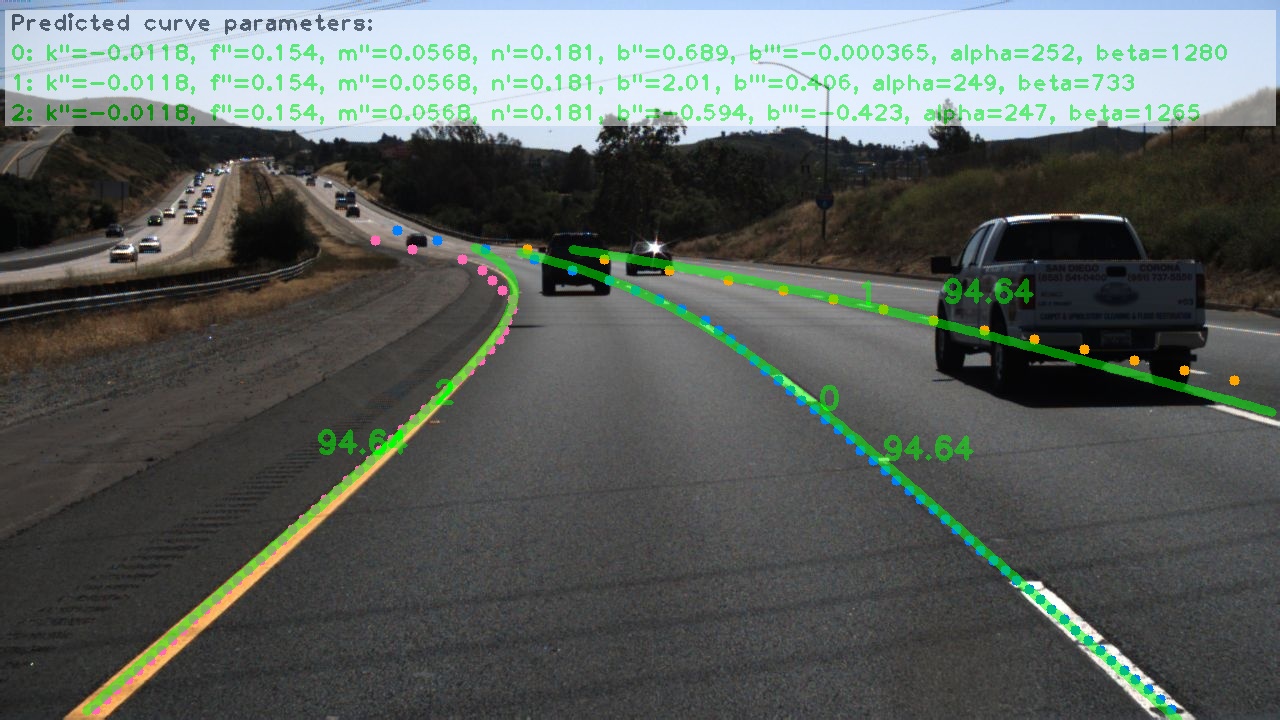 Predicted curve parameters:
0: k''=-0.0118, f''=0.154, m''=0.0568, n'=0.181, b''=0.689, b'''=-0.000365, alpha=252, beta=1280
1: k''=-0.0118, f''=0.154, m''=0.0568, n'=0.181, b''=2.01, b'''=0.406, alpha=249, beta=733
2: k''=-0.0118, f''=0.154, m''=0.0568, n'=0.181, b''=-0.594, b'''=-0.423, alpha=247, beta=1265
1
94.64
SAN DIEGO CORONA
2
0
94.64
94.64